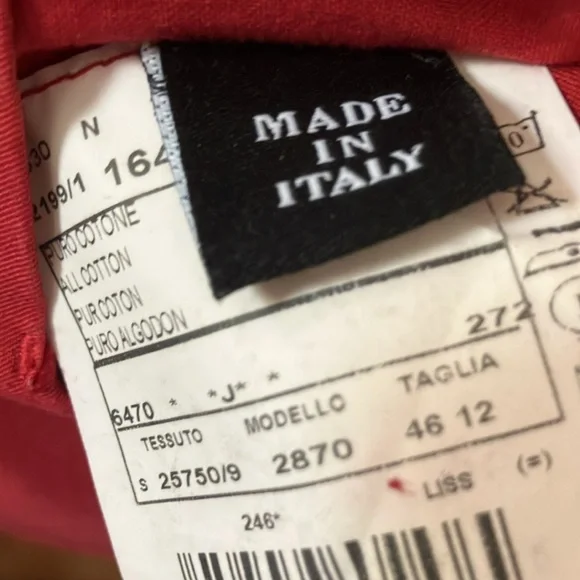 MADE
IN
ITALY
N
2199/1 164
PURO COTONE
ALL COTTON
PUR COTON
PURO ALGODON
272
6470 * *J* *
TESSUTO MODELLO TAGLIA
S 25750/9 2870 46 12
LISS (=)
246*